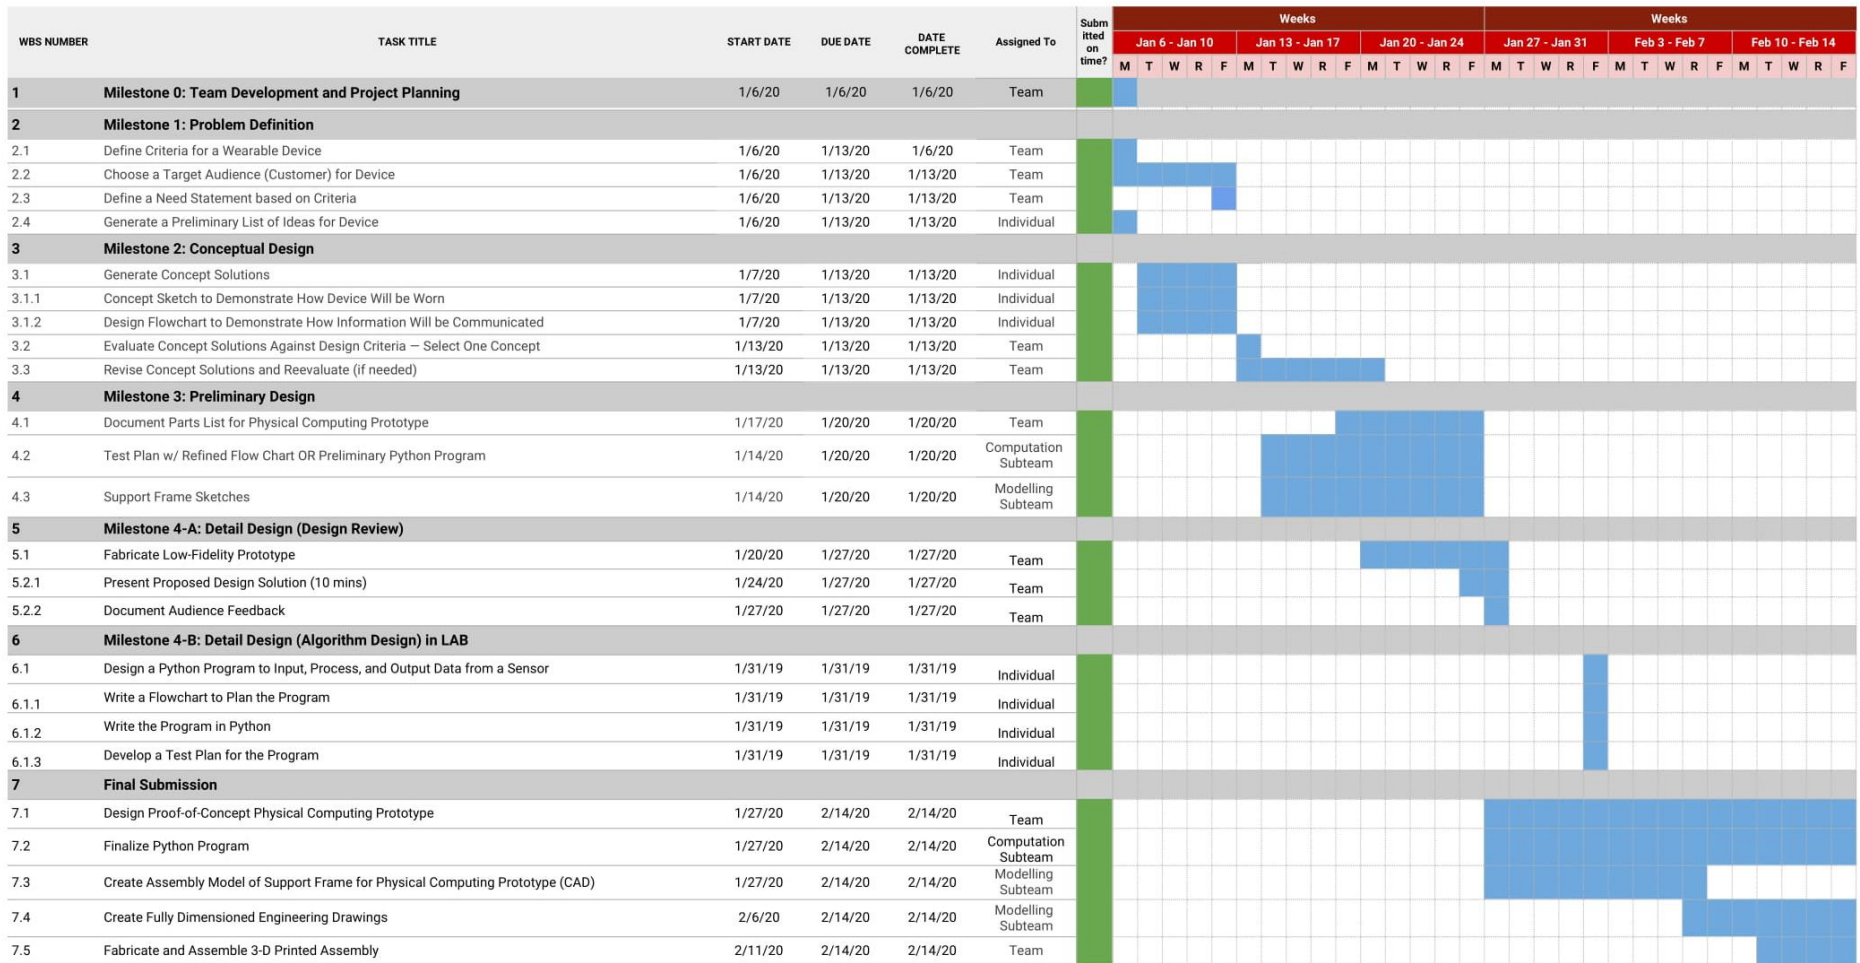 WBS NUMBER TASK TITLE START DATE DUE DATE DATE COMPLETE Assigned To Subm itted on time? Weeks Weeks
Jan 6 - Jan 10 Jan 13 - Jan 17 Jan 20 - Jan 24 Jan 27 - Jan 31 Feb 3 - Feb 7 Feb 10 - Feb 14
M T W R F M T W R F M T W R F M T W R F M T W R F M T W R F
1 Milestone 0: Team Development and Project Planning 1/6/20 1/6/20 1/6/20 Team
2 Milestone 1: Problem Definition
2.1 Define Criteria for a Wearable Device 1/6/20 1/13/20 1/6/20 Team
2.2 Choose a Target Audience (Customer) for Device 1/6/20 1/13/20 1/13/20 Team
2.3 Define a Need Statement based on Criteria 1/6/20 1/13/20 1/13/20 Team
2.4 Generate a Preliminary List of Ideas for Device 1/6/20 1/13/20 1/13/20 Individual
3 Milestone 2: Conceptual Design
3.1 Generate Concept Solutions 1/7/20 1/13/20 1/13/20 Individual
3.1.1 Concept Sketch to Demonstrate How Device Will be Worn 1/7/20 1/13/20 1/13/20 Individual
3.1.2 Design Flowchart to Demonstrate How Information Will be Communicated 1/7/20 1/13/20 1/13/20 Individual
3.2 Evaluate Concept Solutions Against Design Criteria — Select One Concept 1/13/20 1/13/20 1/13/20 Team
3.3 Revise Concept Solutions and Reevaluate (if needed) 1/13/20 1/13/20 1/13/20 Team
4 Milestone 3: Preliminary Design
4.1 Document Parts List for Physical Computing Prototype 1/17/20 1/20/20 1/20/20 Team
4.2 Test Plan w/ Refined Flow Chart OR Preliminary Python Program 1/14/20 1/20/20 1/20/20 Computation Subteam
4.3 Support Frame Sketches 1/14/20 1/20/20 1/20/20 Modelling Subteam
5 Milestone 4-A: Detail Design (Design Review)
5.1 Fabricate Low-Fidelity Prototype 1/20/20 1/27/20 1/27/20 Team
5.2.1 Present Proposed Design Solution (10 mins) 1/24/20 1/27/20 1/27/20 Team
5.2.2 Document Audience Feedback 1/27/20 1/27/20 1/27/20 Team
6 Milestone 4-B: Detail Design (Algorithm Design) in LAB
6.1 Design a Python Program to Input, Process, and Output Data from a Sensor 1/31/19 1/31/19 1/31/19 Individual
6.1.1 Write a Flowchart to Plan the Program 1/31/19 1/31/19 1/31/19 Individual
6.1.2 Write the Program in Python 1/31/19 1/31/19 1/31/19 Individual
6.1.3 Develop a Test Plan for the Program 1/31/19 1/31/19 1/31/19 Individual
7 Final Submission
7.1 Design Proof-of-Concept Physical Computing Prototype 1/27/20 2/14/20 2/14/20 Team
7.2 Finalize Python Program 1/27/20 2/14/20 2/14/20 Computation Subteam
7.3 Create Assembly Model of Support Frame for Physical Computing Prototype (CAD) 1/27/20 2/14/20 2/14/20 Modelling Subteam
7.4 Create Fully Dimensioned Engineering Drawings 2/6/20 2/14/20 2/14/20 Modelling Subteam
7.5 Fabricate and Assemble 3-D Printed Assembly 2/11/20 2/14/20 2/14/20 Team